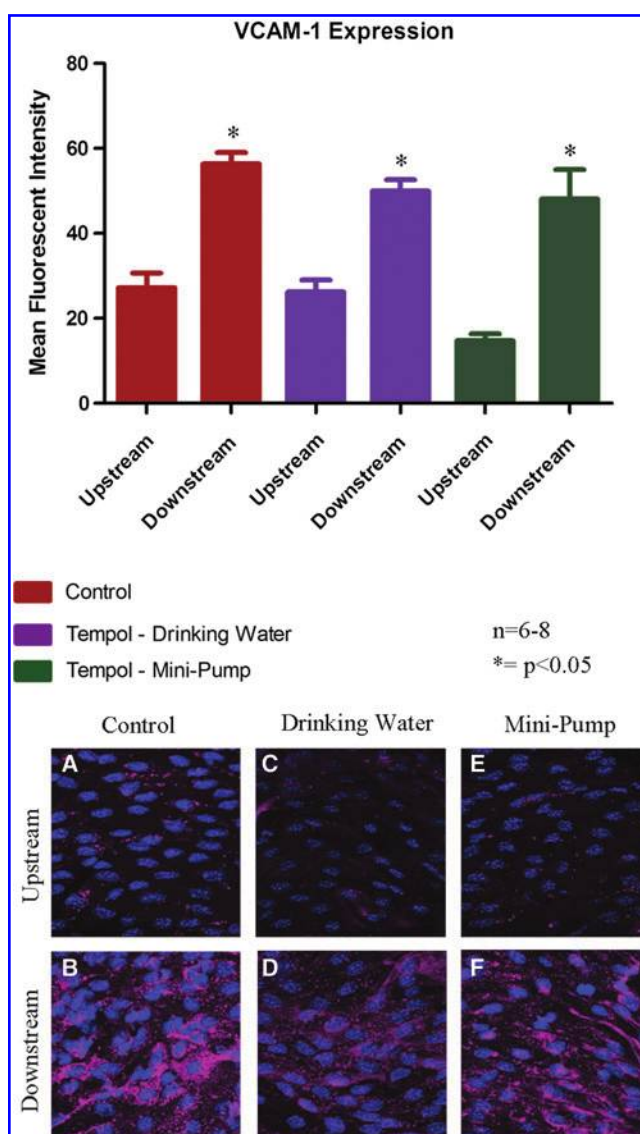 VCAM-1 Expression
Mean Fluorescent Intensity
80
60
40
20
0
*
*
*
Upstream
Downstream
Upstream
Downstream
Upstream
Downstream
Control
Tempol - Drinking Water
Tempol - Mini-Pump
n=6-8
*= p<0.05
Control
Drinking Water
Mini-Pump
Upstream
A
C
E
Downstream
B
D
F